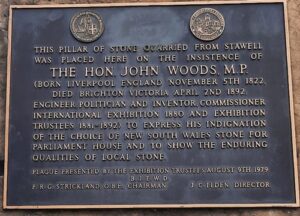 THIS PILLAR OF STONE QUARRIED FROM STAWELL
WAS PLACED HERE ON THE INSISTENCE OF
THE HON. JOHN WOODS, M.P.
(BORN LIVERPOOL ENGLAND NOVEMBER 5TH 1822,
DIED BRIGHTON VICTORIA APRIL 2ND 1892)
ENGINEER POLITICIAN AND INVENTOR, COMMISSIONER
INTERNATIONAL EXHIBITION 1880 AND EXHIBITION
TRUSTEES 1881-1892) TO EXPRESS HIS INDIGNATION
OF THE CHOICE OF NEW SOUTH WALES STONE FOR
PARLIAMENT HOUSE AND TO SHOW THE ENDURING
QUALITIES OF LOCAL STONE
PLAQUE PRESENTED BY THE EXHIBITION TRUSTEES AUGUST 9TH 1979
E. R. G. STRICKLAND O.B.E. CHAIRMAN J. C. ELDEN DIRECTOR